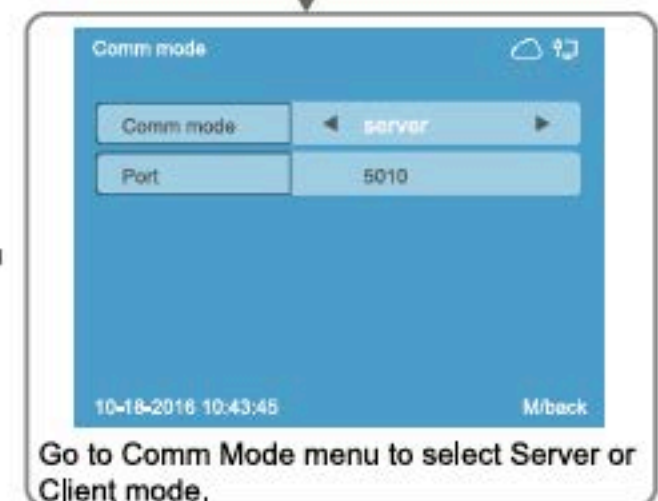 Comm mode
Comm mode server
Port 5010
10-18-2016 10:43:45 M/back
Go to Comm Mode menu to select Server or
Client mode.